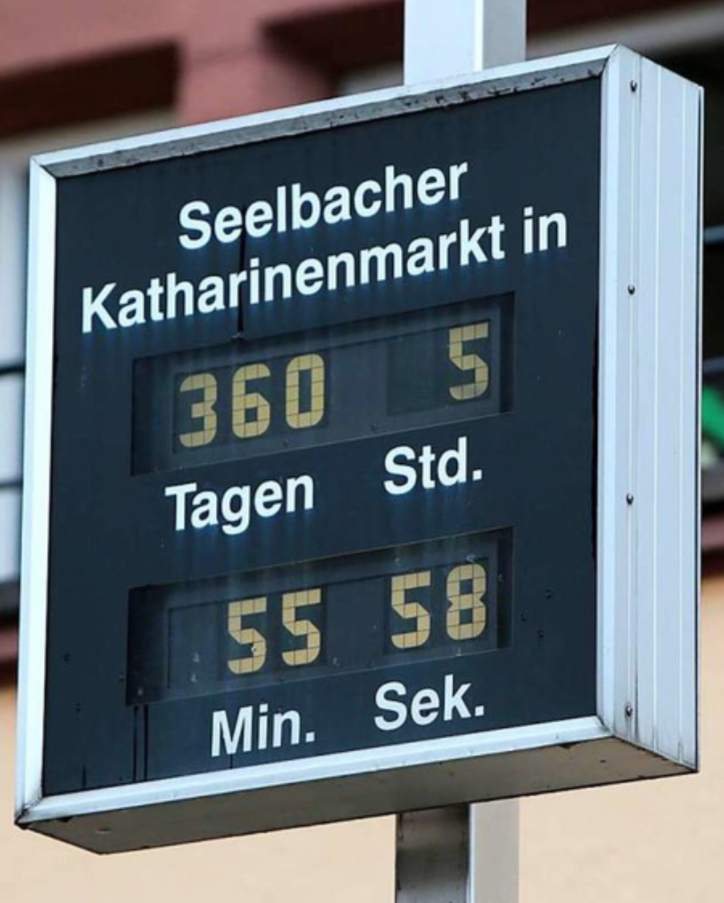 Seelbacher
Katharinenmarkt in
360 5
Tagen Std.
55 58
Min. Sek.